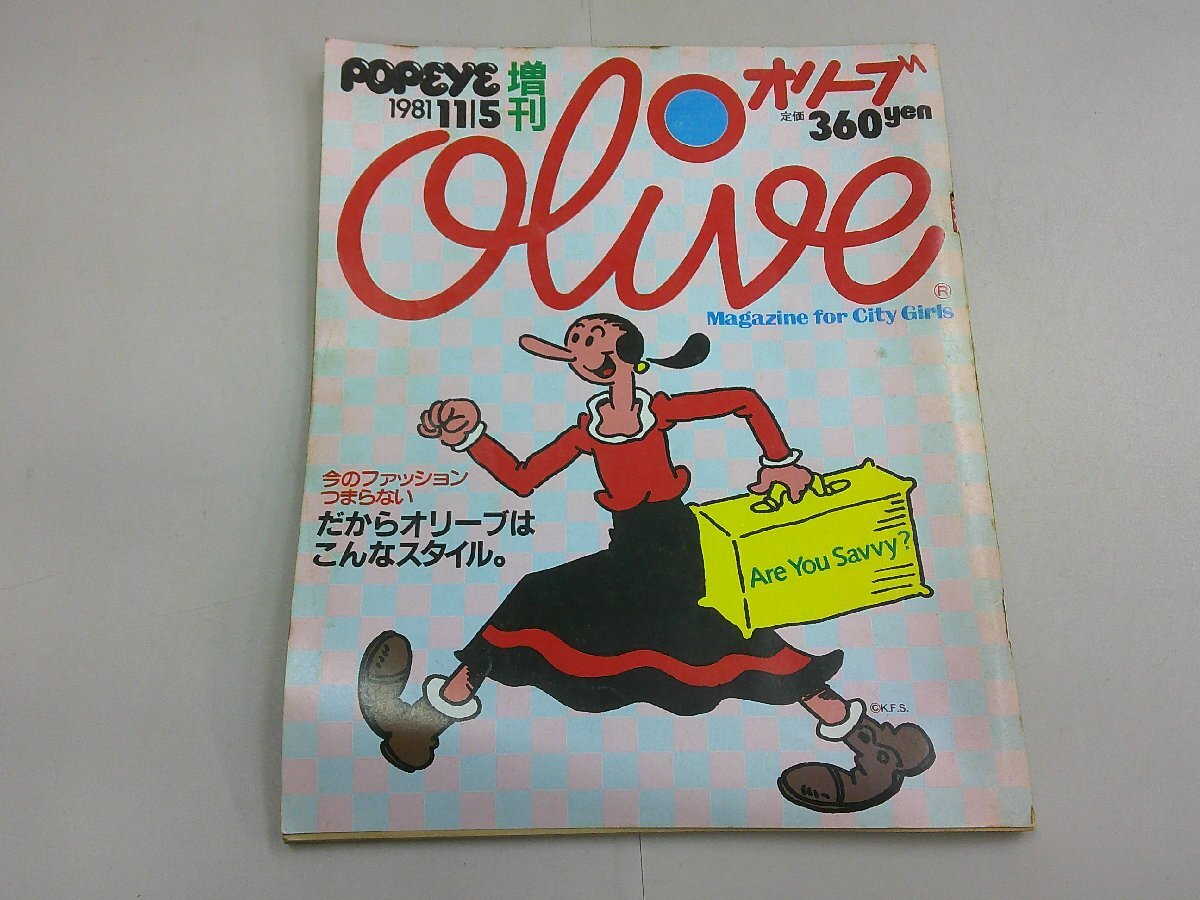 POPEYE 増刊
1981 11/5
オリーブ
定価 360yen
Olive
®
Magazine for City Girls
今のファッション
つまらない
だからオリーブは
こんなスタイル。
Are You Savvy?
©K.F.S.